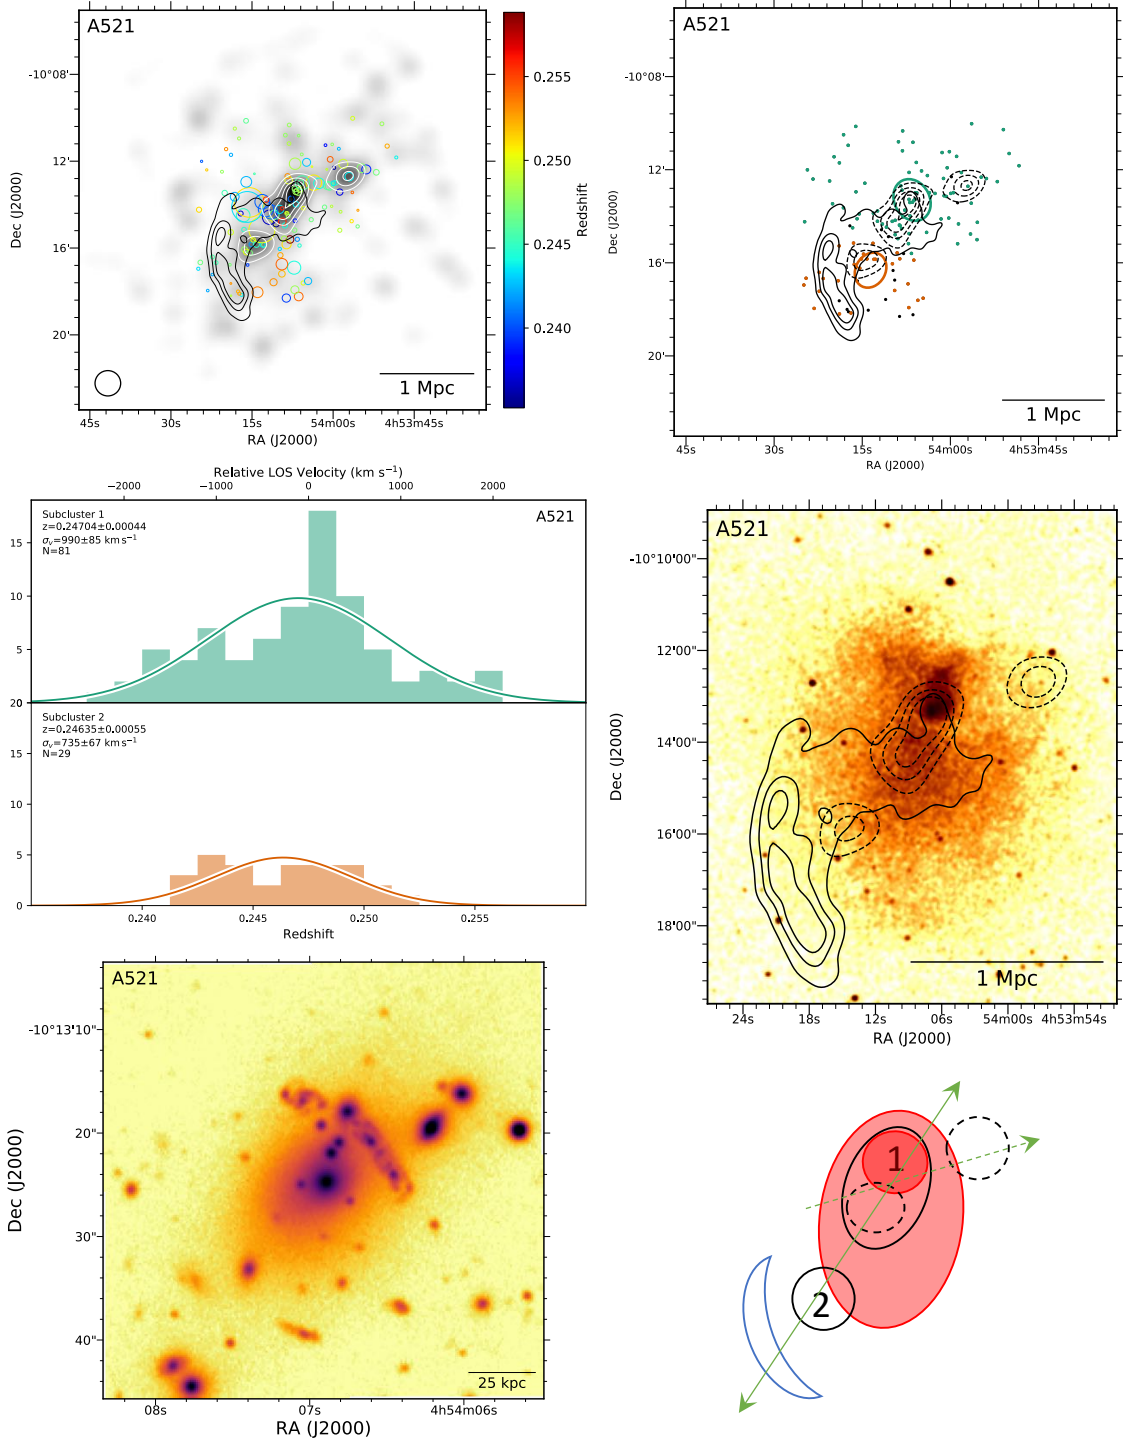 A521
-10°08'
12'
16'
20'
Dec (J2000)
45s 30s 15s 54m00s 4h53m45s
RA (J2000)
1 Mpc
0.255
0.250
0.245
0.240
Redshift
A521
-10°08'
12'
16'
20'
Dec (J2000)
45s 30s 15s 54m00s 4h53m45s
RA (J2000)
1 Mpc
Relative LOS Velocity (km s⁻¹)
−2000 −1000 0 1000 2000
Subcluster 1
z=0.24704±0.00044
σᵥ=990±85 km s⁻¹
N=81
A521
15
10
5
20
Subcluster 2
z=0.24635±0.00055
σᵥ=735±67 km s⁻¹
N=29
15
10
5
0
0.240 0.245 0.250 0.255
Redshift
A521
-10°10'00"
12'00"
14'00"
16'00"
18'00"
Dec (J2000)
1 Mpc
24s 18s 12s 06s 54m00s 4h53m54s
RA (J2000)
A521
-10°13'10"
20"
30"
40"
Dec (J2000)
25 kpc
08s 07s 4h54m06s
RA (J2000)
1
2